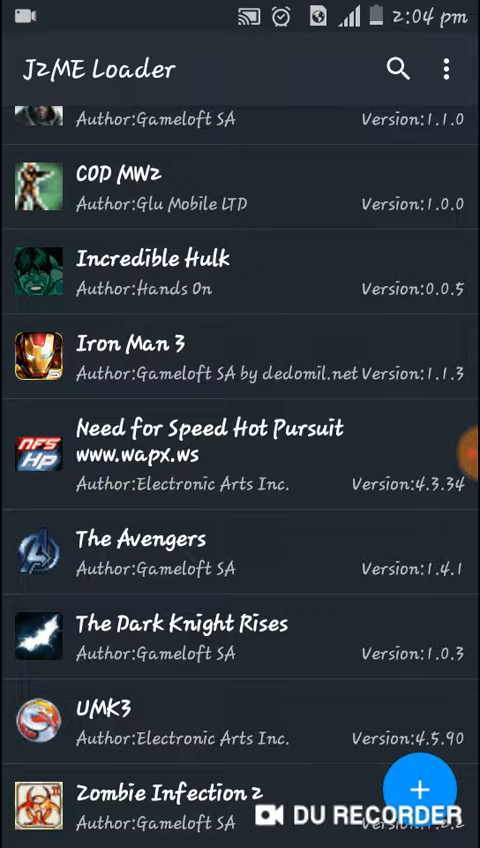 2:04 pm
J2ME Loader
Author:Gameloft SA Version:1.1.0
COD MW2
Author:Glu Mobile LTD Version:1.0.0
Incredible Hulk
Author:Hands On Version:0.0.5
Iron Man 3
Author:Gameloft SA by dedomil.net Version:1.1.3
Need for Speed Hot Pursuit
www.wapx.ws
NFS
HP
Author:Electronic Arts Inc. Version:4.3.34
The Avengers
Author:Gameloft SA Version:1.4.1
The Dark Knight Rises
Author:Gameloft SA Version:1.0.3
UMK3
Author:Electronic Arts Inc. Version:4.5.90
Zombie Infection 2
DU RECORDER
Author:Gameloft SA